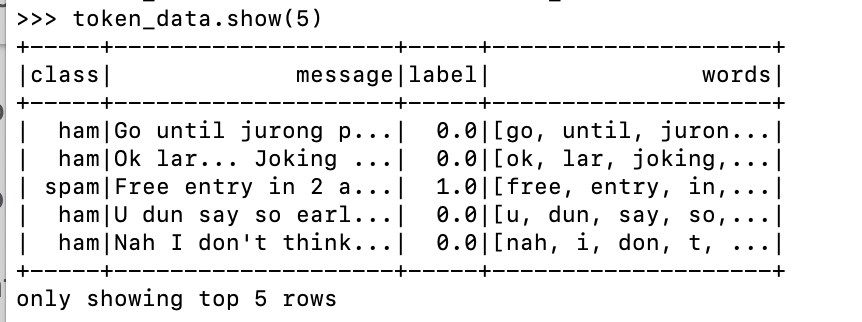 >>> token_data.show(5)
+-----+--------------------+-----+--------------------+
|class|             message|label|               words|
+-----+--------------------+-----+--------------------+
|  ham|Go until jurong p...|  0.0|[go, until, juron...|
|  ham|Ok lar... Joking ...|  0.0|[ok, lar, joking,...|
| spam|Free entry in 2 a...|  1.0|[free, entry, in,...|
|  ham|U dun say so earl...|  0.0|[u, dun, say, so,...|
|  ham|Nah I don't think...|  0.0|[nah, i, don, t, ...|
+-----+--------------------+-----+--------------------+
only showing top 5 rows